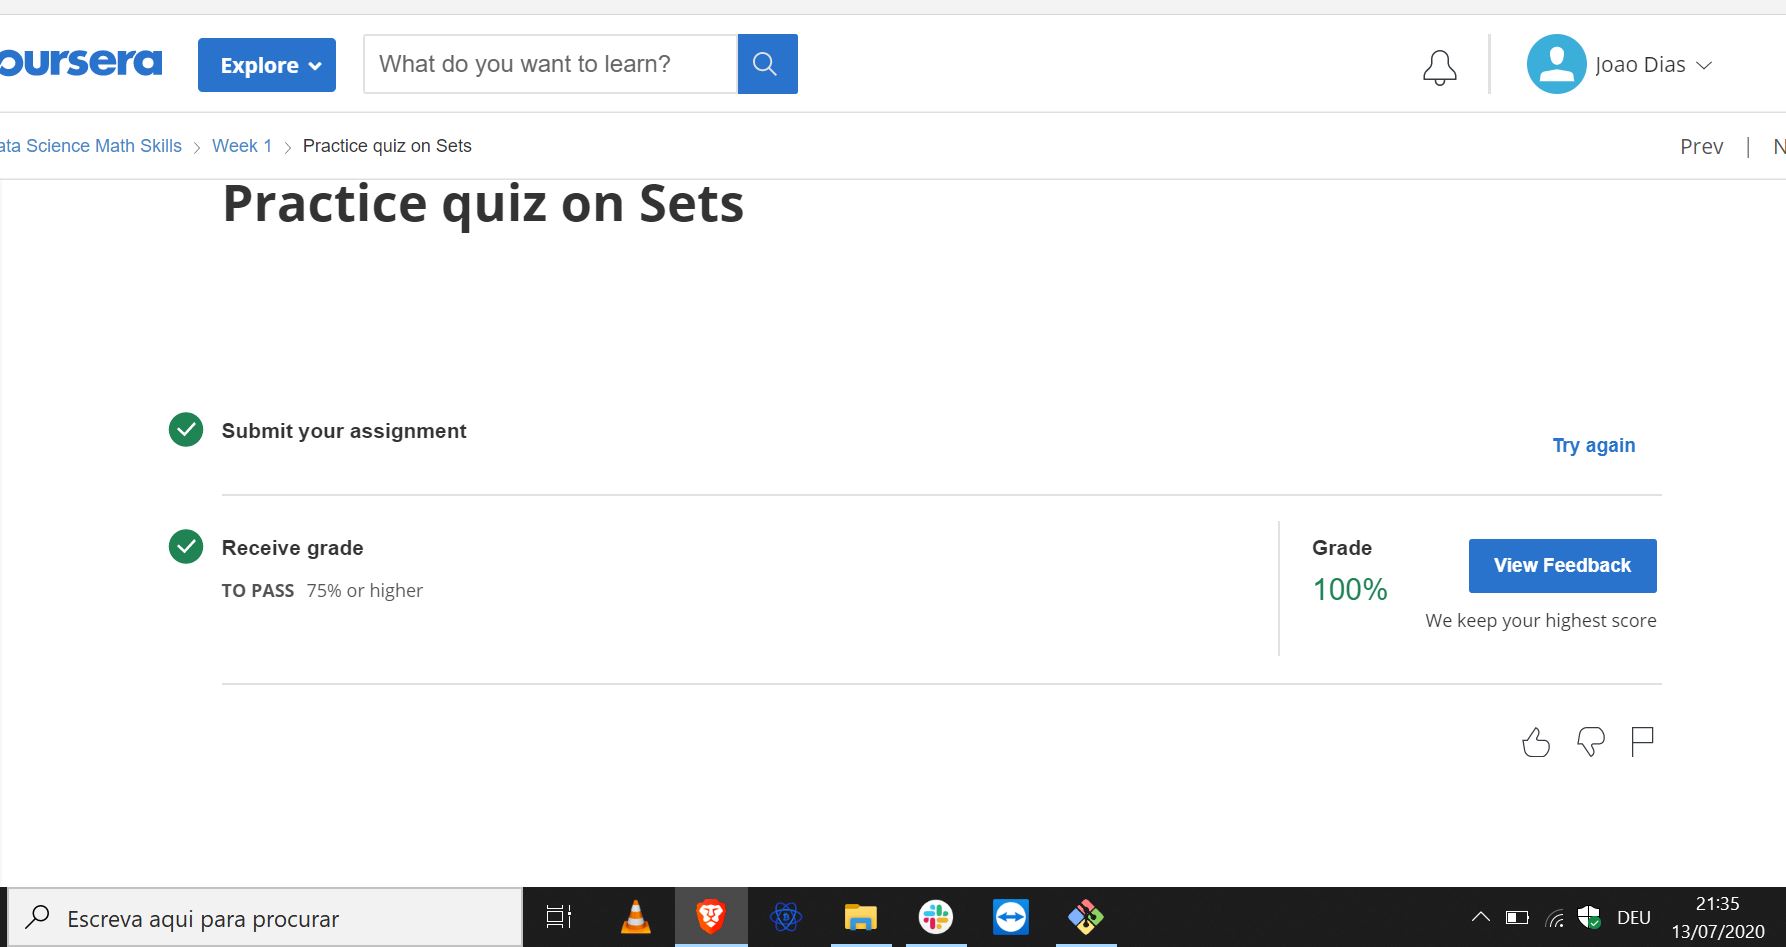 oursera
Explore
What do you want to learn?
Joao Dias
ata Science Math Skills > Week 1 > Practice quiz on Sets
Prev | N
Practice quiz on Sets
Submit your assignment
Try again
Receive grade
TO PASS 75% or higher
Grade
100%
View Feedback
We keep your highest score
Escreva aqui para procurar
DEU
21:35
13/07/2020